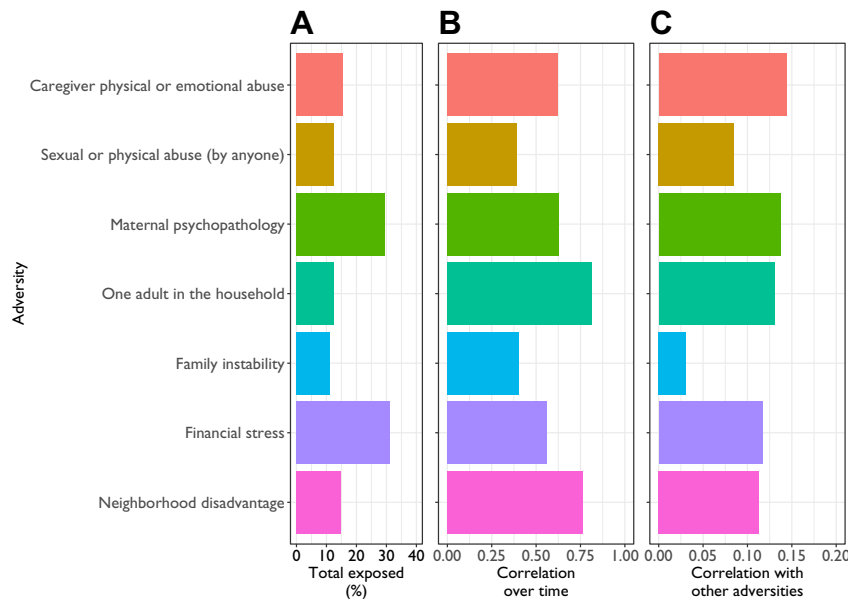 A
B
C
Caregiver physical or emotional abuse
Sexual or physical abuse (by anyone)
Maternal psychopathology
One adult in the household
Family instability
Financial stress
Neighborhood disadvantage
Adversity
0 10 20 30 40
0.00 0.25 0.50 0.75 1.00
0.00 0.05 0.10 0.15 0.20
Total exposed
(%)
Correlation
over time
Correlation with
other adversities